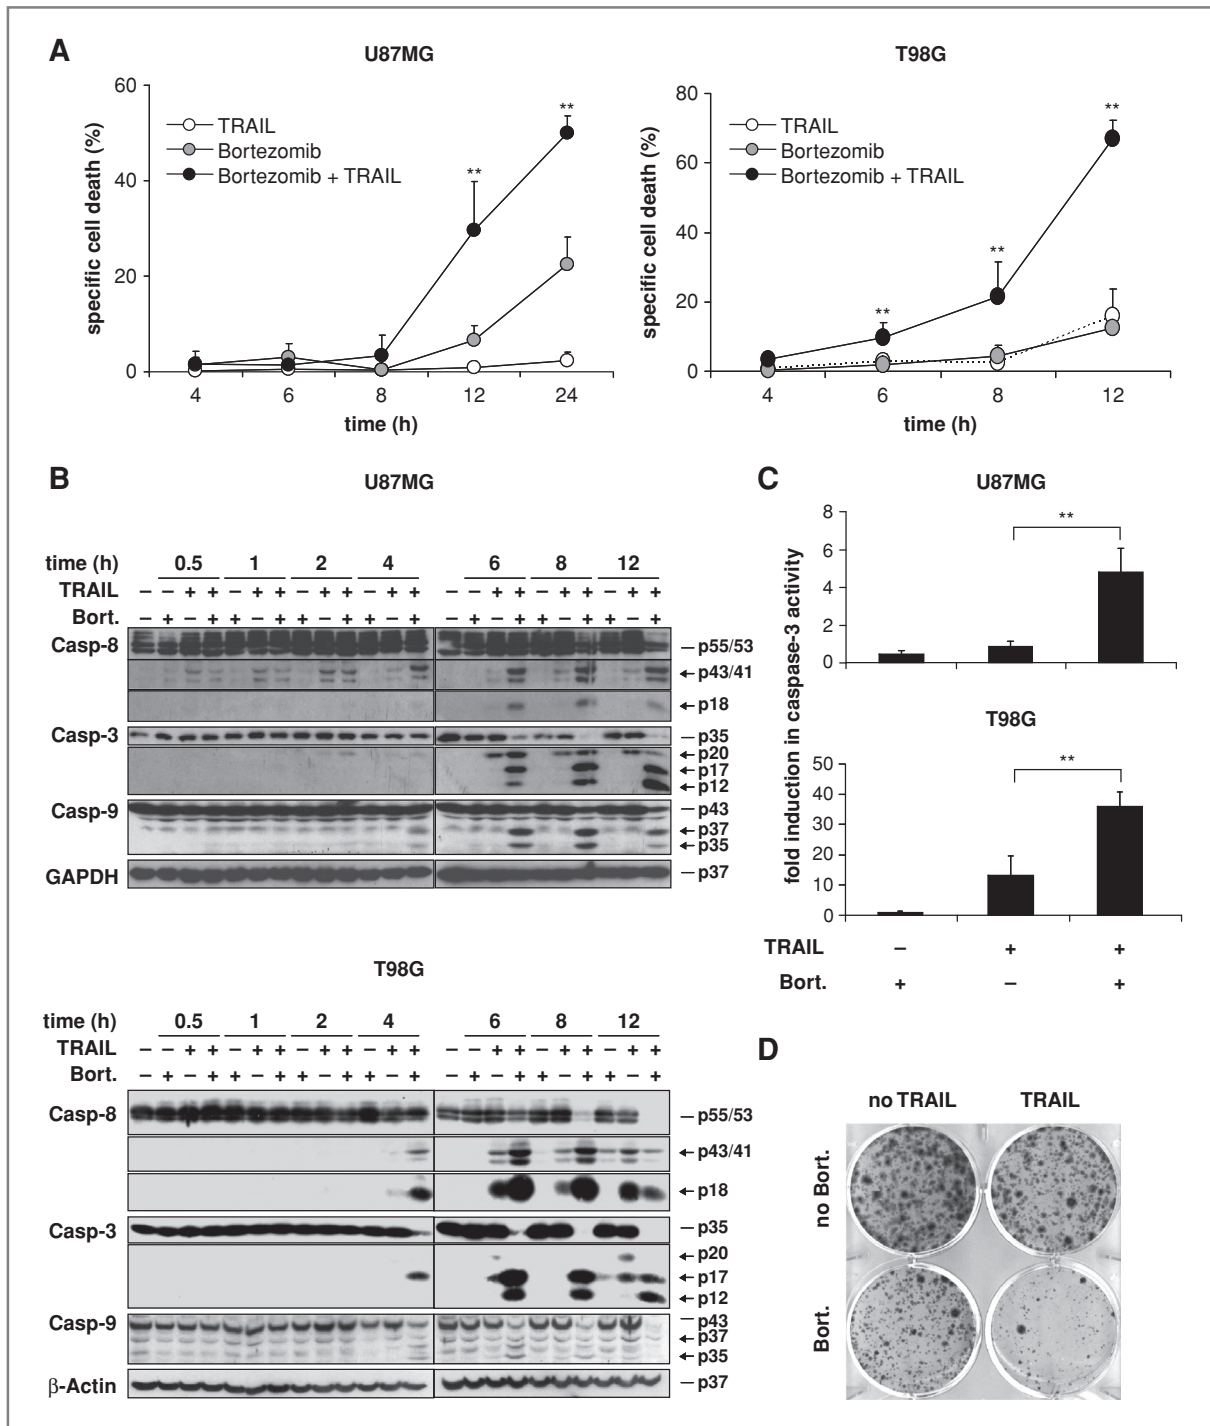 A
U87MG
T98G
specific cell death (%)
60
40
20
0
TRAIL
Bortezomib
Bortezomib + TRAIL
**
**
4 6 8 12 24
time (h)
specific cell death (%)
80
60
40
20
0
TRAIL
Bortezomib
Bortezomib + TRAIL
**
**
**
4 6 8 12
time (h)
B
U87MG
time (h) 0.5 1 2 4 6 8 12
TRAIL – – + + – + + – + + – + + – – + + – + + – + +
Bort. – + – + + – + + – + + – + – + – + + – + + – +
Casp-8
p55/53
p43/41
p18
Casp-3
p35
p20
p17
p12
Casp-9
p43
p37
p35
GAPDH
p37
T98G
time (h) 0.5 1 2 4 6 8 12
TRAIL – – + + – + + – + + – + + – – + + – + + – + +
Bort. – + – + + – + + – + + – + – + – + + – + + – +
Casp-8
p55/53
p43/41
p18
Casp-3
p35
p20
p17
p12
Casp-9
p43
p37
p35
β-Actin
p37
C
U87MG
fold induction in caspase-3 activity
8
6
4
2
0
**
T98G
50
40
30
20
10
0
**
TRAIL – + +
Bort. + – +
D
no TRAIL TRAIL
no Bort.
Bort.